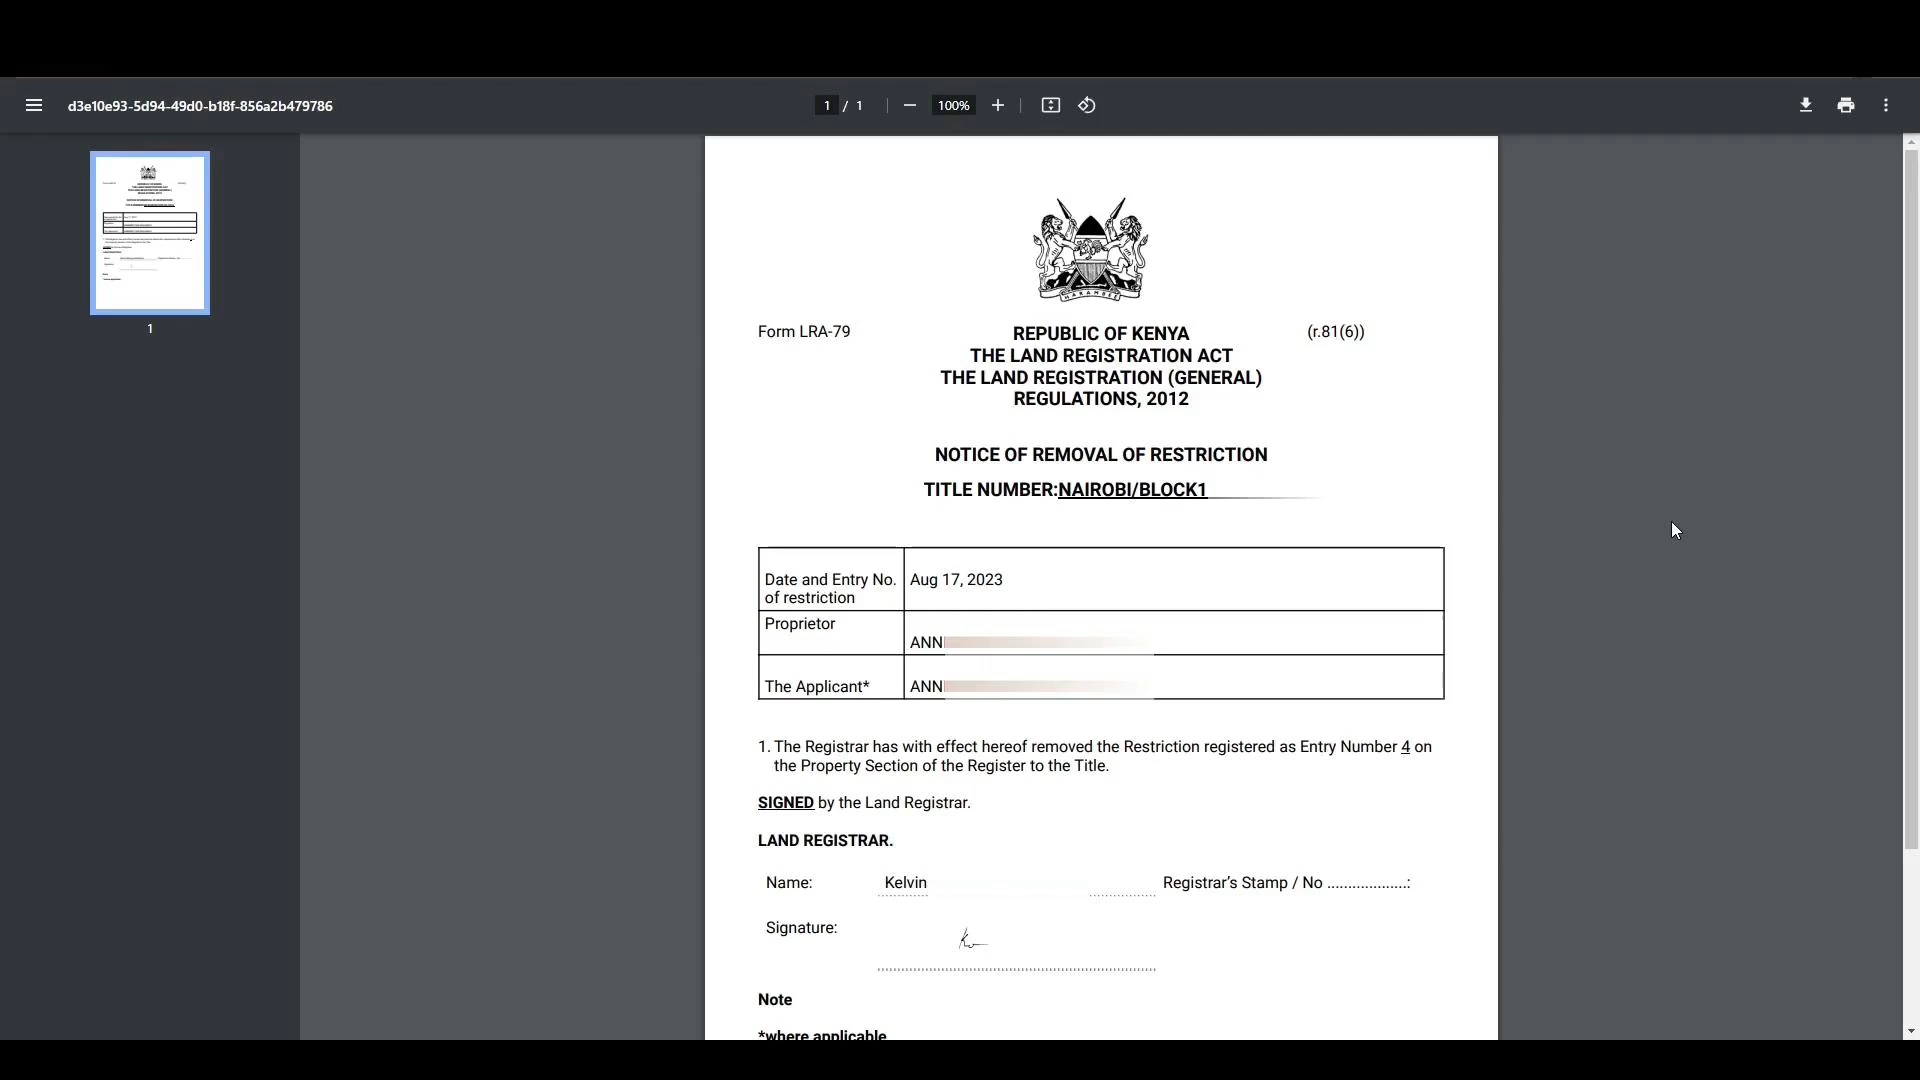 d3e10e93-5d94-49d0-b18f-856a2b479786
1 / 1
100%
1
HARAMBEE
Form LRA-79
REPUBLIC OF KENYA
(r.81(6))
THE LAND REGISTRATION ACT
THE LAND REGISTRATION (GENERAL)
REGULATIONS, 2012
NOTICE OF REMOVAL OF RESTRICTION
TITLE NUMBER:NAIROBI/BLOCK1
Date and Entry No. of restriction Aug 17, 2023
Proprietor
ANN
The Applicant* ANN
1. The Registrar has with effect hereof removed the Restriction registered as Entry Number 4 on
the Property Section of the Register to the Title.
SIGNED by the Land Registrar.
LAND REGISTRAR.
Name: Kelvin Registrar's Stamp / No ...................:
Signature:
Note
*where applicable